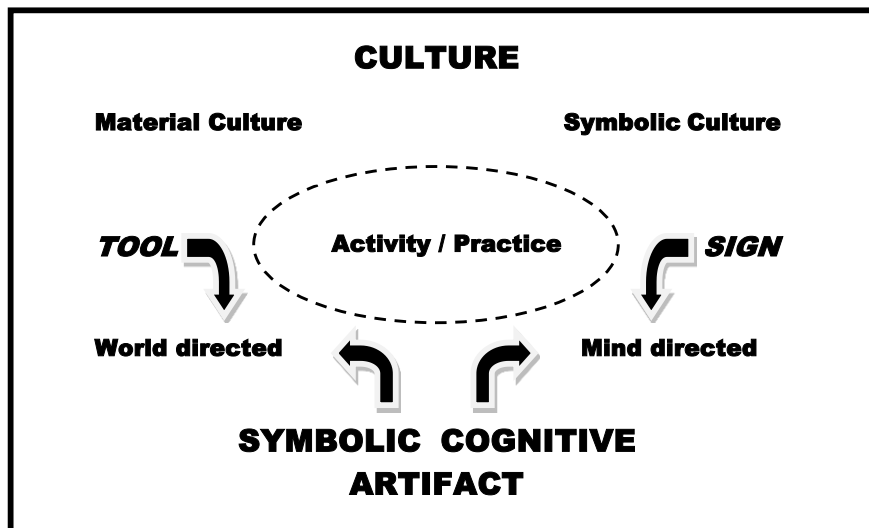 CULTURE
Material Culture
Symbolic Culture
Activity / Practice
TOOL
SIGN
World directed
Mind directed
SYMBOLIC COGNITIVE
ARTIFACT